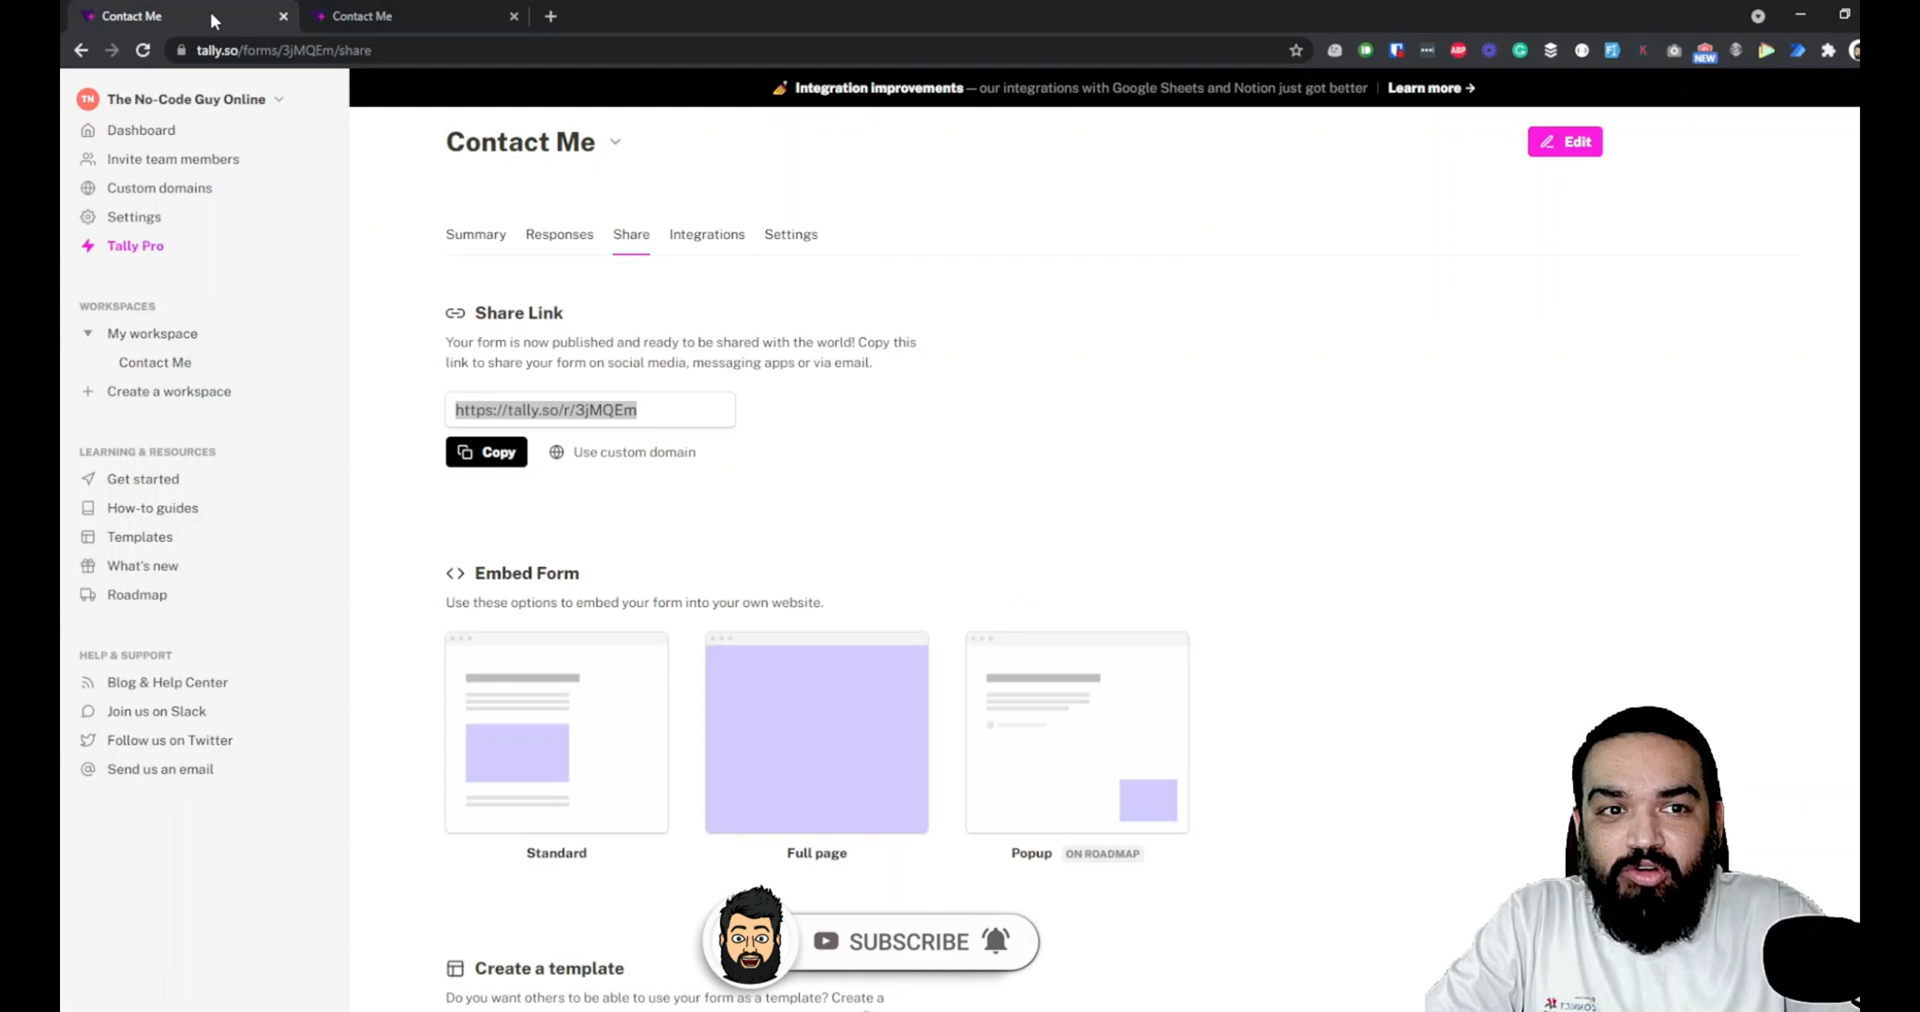 Contact Me
Contact Me
tally.so/forms/3jMQEm/share
ABP
NEW
TN The No-Code Guy Online
Dashboard
Invite team members
Custom domains
Settings
Tally Pro
WORKSPACES
My workspace
Contact Me
Create a workspace
LEARNING & RESOURCES
Get started
How-to guides
Templates
What's new
Roadmap
HELP & SUPPORT
Blog & Help Center
Join us on Slack
Follow us on Twitter
Send us an email
Integration improvements — our integrations with Google Sheets and Notion just got better | Learn more →
Contact Me
Edit
Summary Responses Share Integrations Settings
Share Link
Your form is now published and ready to be shared with the world! Copy this
link to share your form on social media, messaging apps or via email.
https://tally.so/r/3jMQEm
Copy Use custom domain
Embed Form
Use these options to embed your form into your own website.
Standard Full page Popup ON ROADMAP
SUBSCRIBE
Create a template
Do you want others to be able to use your form as a template? Create a